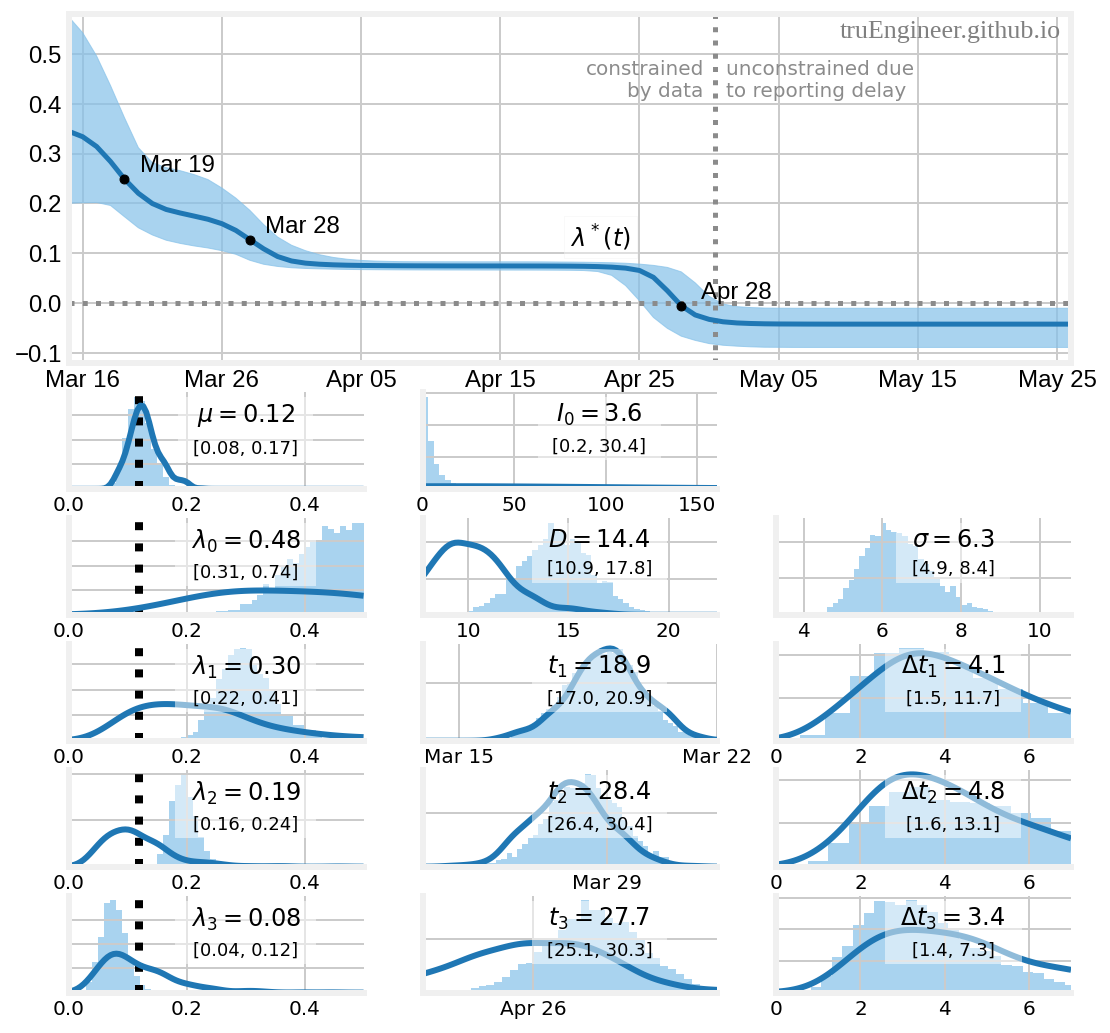 truEngineer.github.io
0.5
constrained unconstrained due
by data to reporting delay
0.4
0.3
Mar 19
0.2
Mar 28
λ*(t)
0.1
Apr 28
0.0
−0.1
Mar 16 Mar 26 Apr 05 Apr 15 Apr 25 May 05 May 15 May 25
μ = 0.12 I₀ = 3.6
[0.08, 0.17] [0.2, 30.4]
0.0 0.2 0.4 0 50 100 150
λ₀ = 0.48 D = 14.4 σ = 6.3
[0.31, 0.74] [10.9, 17.8] [4.9, 8.4]
0.0 0.2 0.4 10 15 20 4 6 8 10
λ₁ = 0.30 t₁ = 18.9 Δt₁ = 4.1
[0.22, 0.41] [17.0, 20.9] [1.5, 11.7]
0.0 0.2 0.4 Mar 15 Mar 22 0 2 4 6
λ₂ = 0.19 t₂ = 28.4 Δt₂ = 4.8
[0.16, 0.24] [26.4, 30.4] [1.6, 13.1]
0.0 0.2 0.4 Mar 29 0 2 4 6
λ₃ = 0.08 t₃ = 27.7 Δt₃ = 3.4
[0.04, 0.12] [25.1, 30.3] [1.4, 7.3]
0.0 0.2 0.4 Apr 26 0 2 4 6